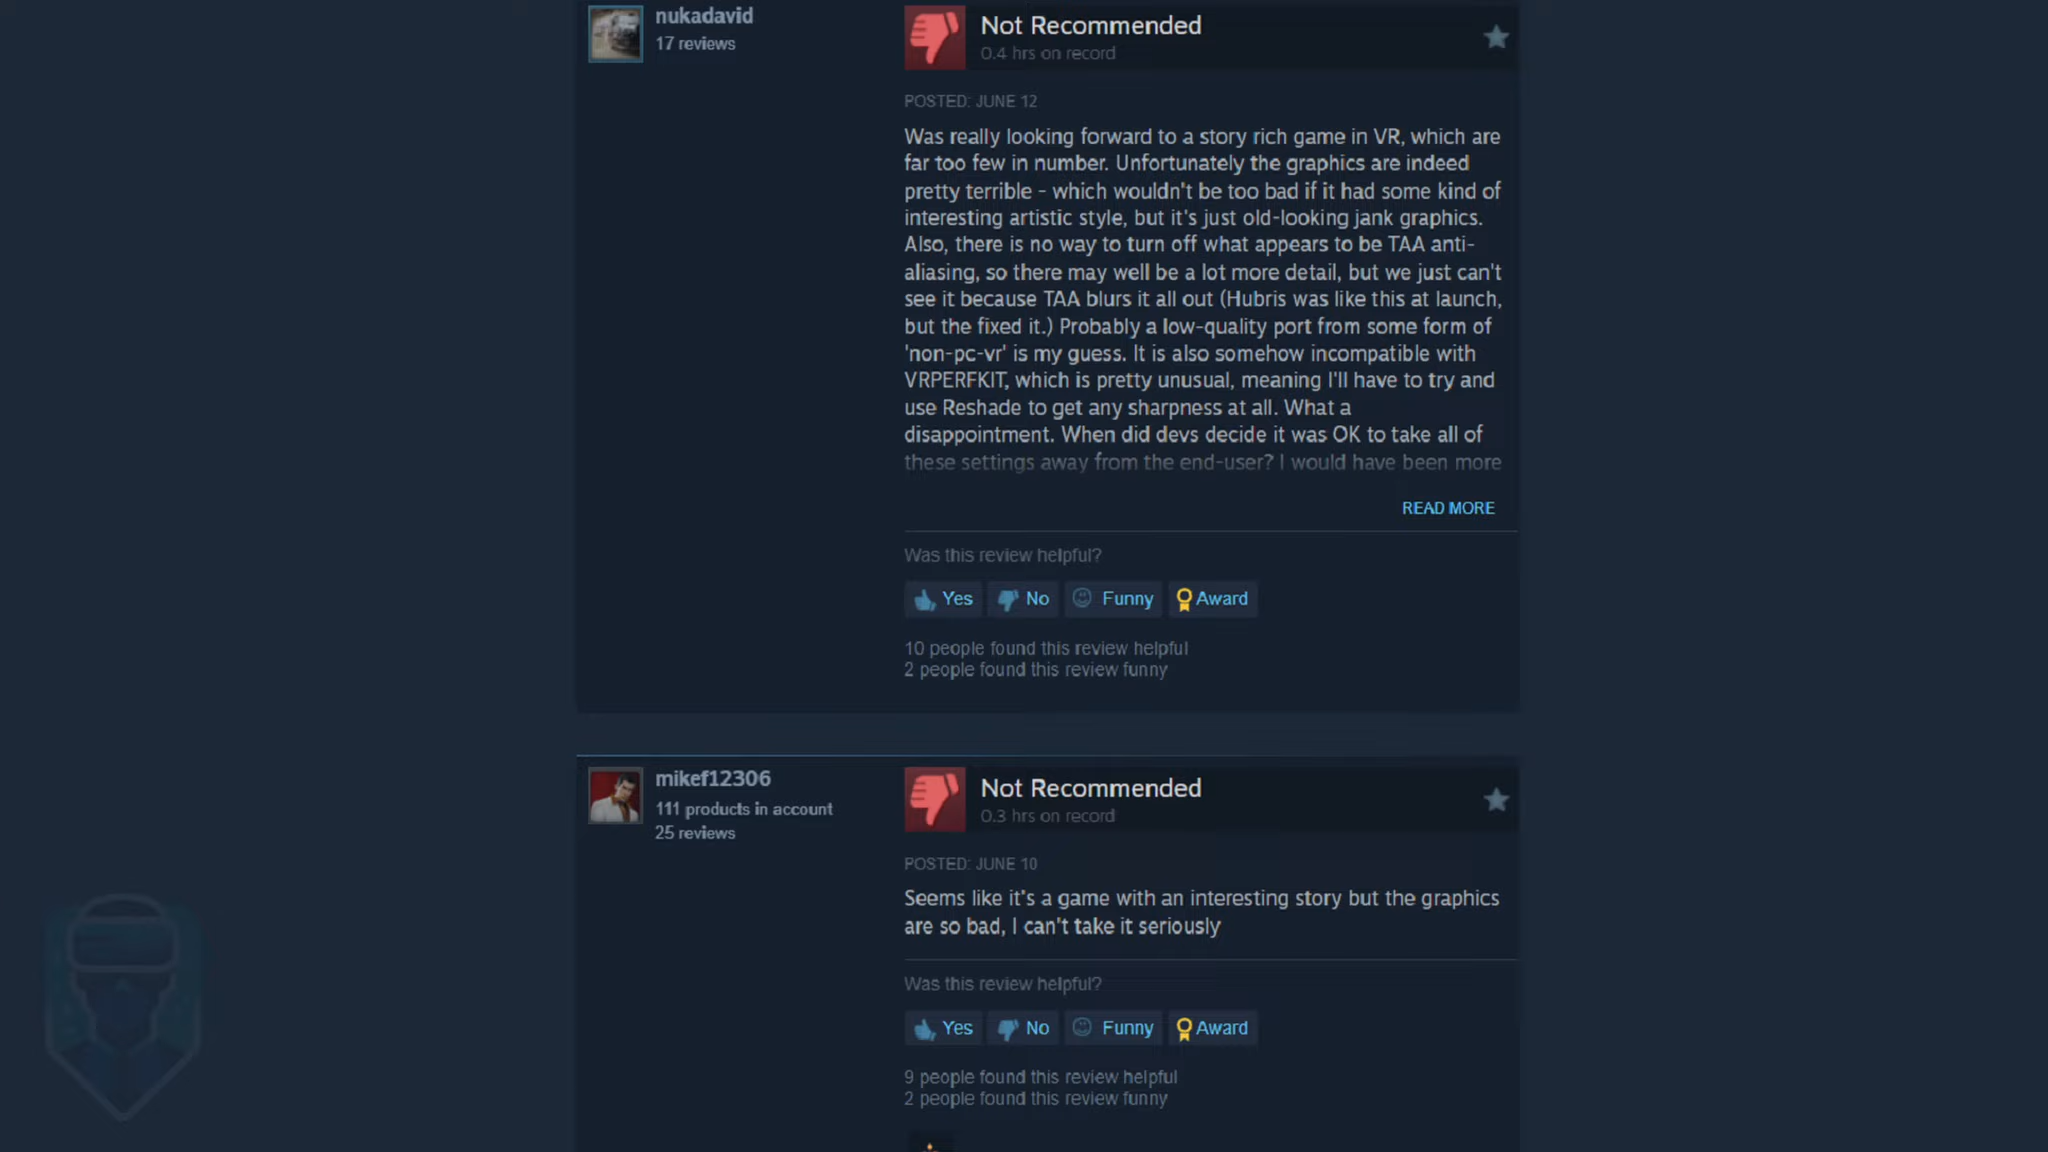 nukadavid
17 reviews
Not Recommended
0.4 hrs on record
POSTED: JUNE 12
Was really looking forward to a story rich game in VR, which are
far too few in number. Unfortunately the graphics are indeed
pretty terrible - which wouldn't be too bad if it had some kind of
interesting artistic style, but it's just old-looking jank graphics.
Also, there is no way to turn off what appears to be TAA anti-
aliasing, so there may well be a lot more detail, but we just can't
see it because TAA blurs it all out (Hubris was like this at launch,
but the fixed it.) Probably a low-quality port from some form of
'non-pc-vr' is my guess. It is also somehow incompatible with
VRPERFKIT, which is pretty unusual, meaning I'll have to try and
use Reshade to get any sharpness at all. What a
disappointment. When did devs decide it was OK to take all of
these settings away from the end-user? I would have been more
READ MORE
Was this review helpful?
Yes No Funny Award
10 people found this review helpful
2 people found this review funny
mikef12306
111 products in account
25 reviews
Not Recommended
0.3 hrs on record
POSTED: JUNE 10
Seems like it's a game with an interesting story but the graphics
are so bad, I can't take it seriously
Was this review helpful?
Yes No Funny Award
9 people found this review helpful
2 people found this review funny